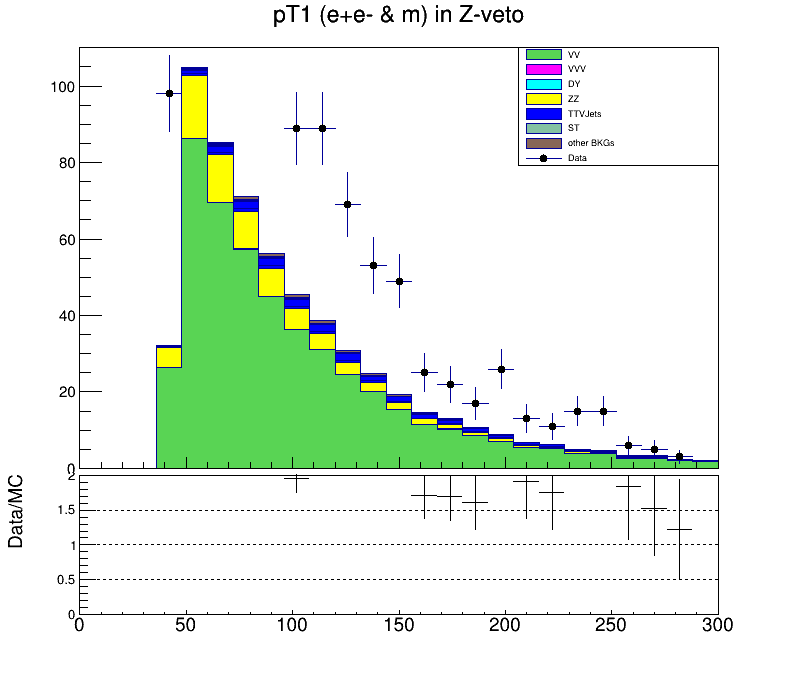 pT1 (e+e- & m) in Z-veto
VV
VVV
DY
ZZ
TTVJets
ST
other BKGs
Data
100
80
60
40
20
0
Data/MC
2
1.5
1
0.5
0
0 50 100 150 200 250 300